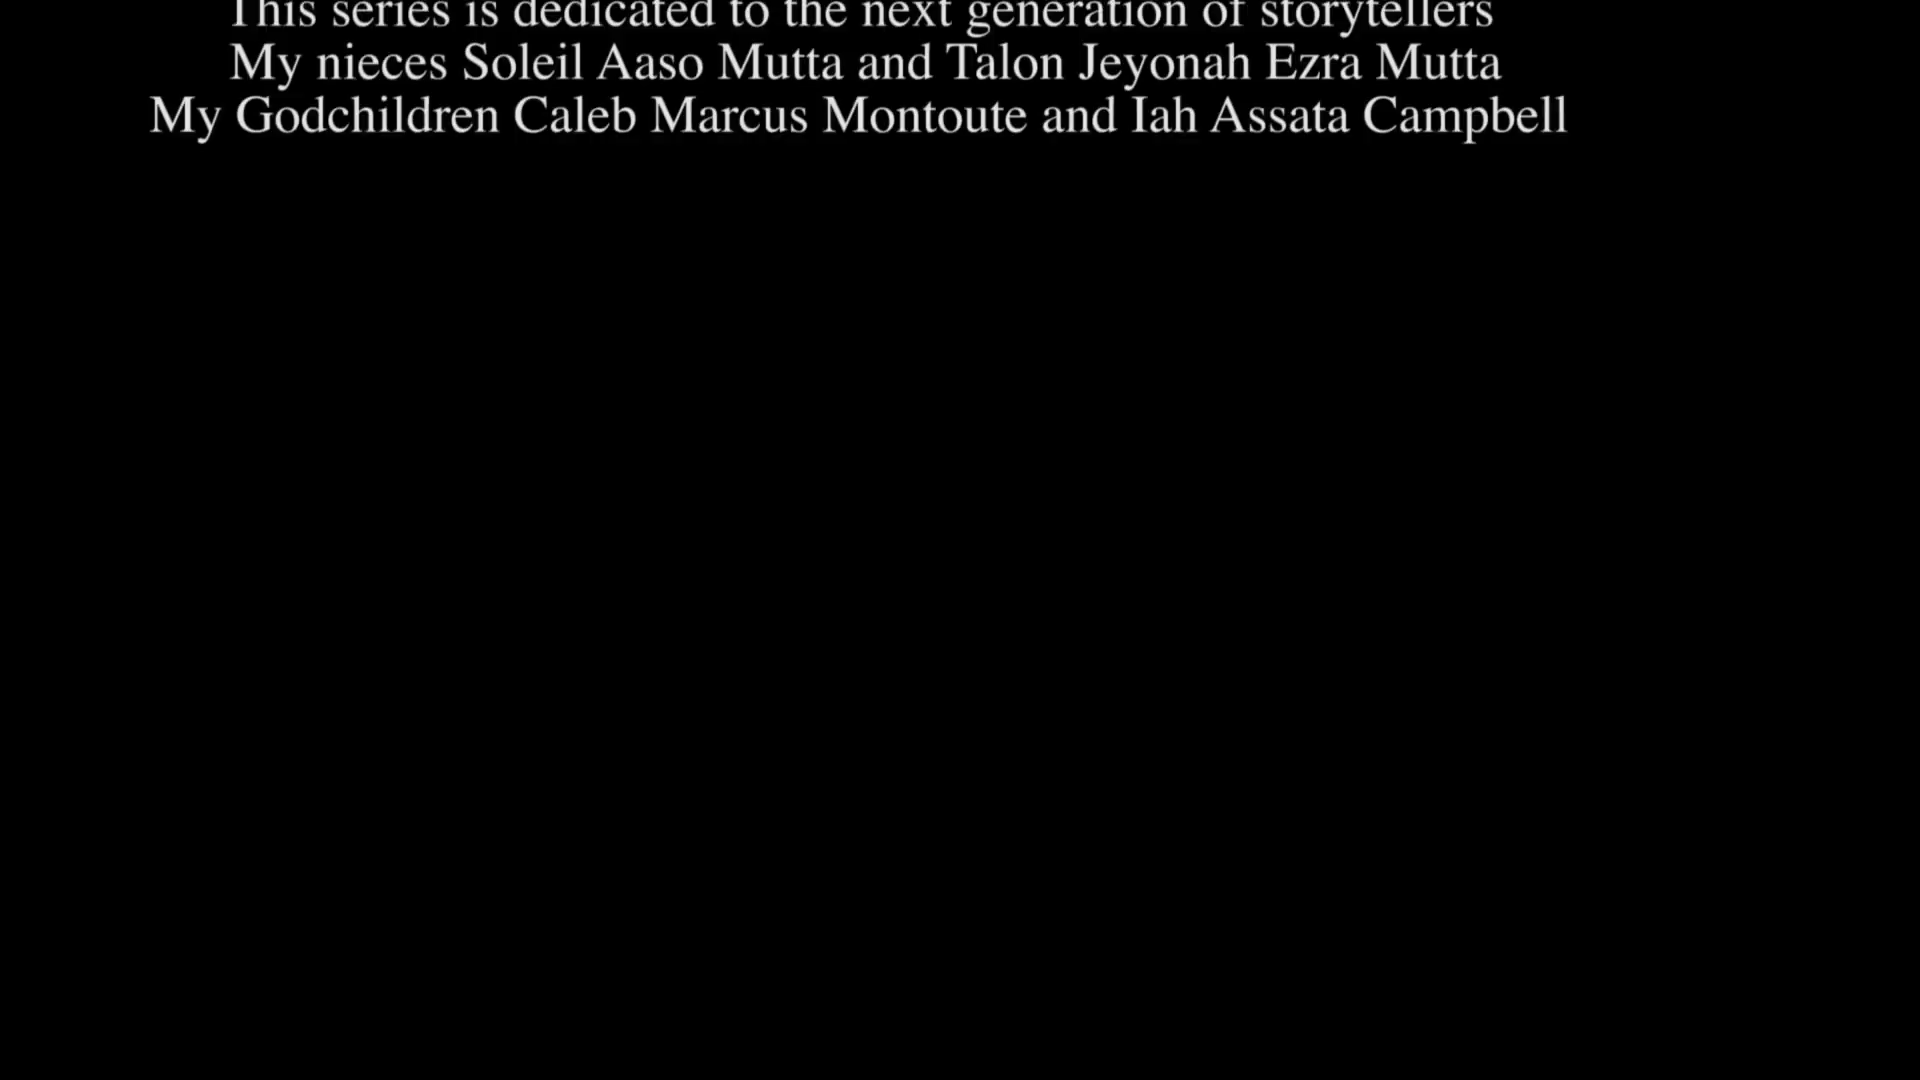 This series is dedicated to the next generation of storytellers
My nieces Soleil Aaso Mutta and Talon Jeyonah Ezra Mutta
My Godchildren Caleb Marcus Montoute and Iah Assata Campbell